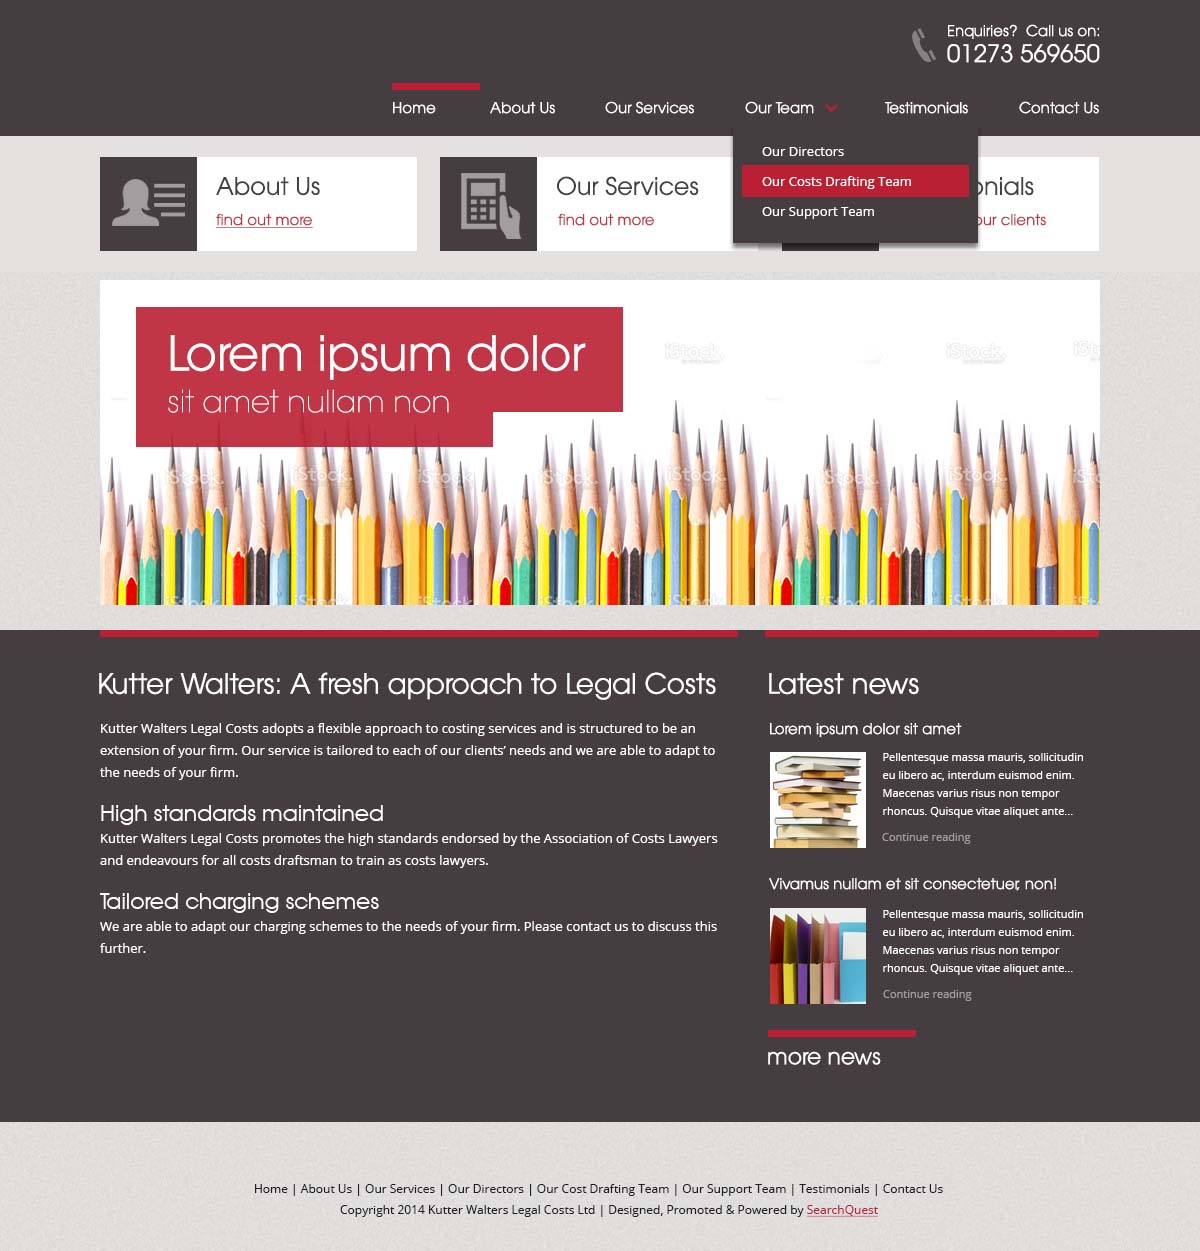 Enquiries? Call us on:
01273 569650
Home
About Us
Our Services
Our Team
Testimonials
Contact Us
Our Directors
Our Costs Drafting Team
Our Support Team
About Us
find out more
Our Services
find out more
onials
our clients
Lorem ipsum dolor
sit amet nullam non
iStock.
iStock.
iStock.
iStock.
iStock.
iStock.
iStock.
iStock.
iStock.
iStock.
Kutter Walters: A fresh approach to Legal Costs
Kutter Walters Legal Costs adopts a flexible approach to costing services and is structured to be an
extension of your firm. Our service is tailored to each of our clients’ needs and we are able to adapt to
the needs of your firm.
High standards maintained
Kutter Walters Legal Costs promotes the high standards endorsed by the Association of Costs Lawyers
and endeavours for all costs draftsman to train as costs lawyers.
Tailored charging schemes
We are able to adapt our charging schemes to the needs of your firm. Please contact us to discuss this
further.
Latest news
Lorem ipsum dolor sit amet
Pellentesque massa mauris, sollicitudin
eu libero ac, interdum euismod enim.
Maecenas varius risus non tempor
rhoncus. Quisque vitae aliquet ante...
Continue reading
Vivamus nullam et sit consectetuer, non!
Pellentesque massa mauris, sollicitudin
eu libero ac, interdum euismod enim.
Maecenas varius risus non tempor
rhoncus. Quisque vitae aliquet ante...
Continue reading
more news
Home | About Us | Our Services | Our Directors | Our Cost Drafting Team | Our Support Team | Testimonials | Contact Us
Copyright 2014 Kutter Walters Legal Costs Ltd | Designed, Promoted & Powered by SearchQuest